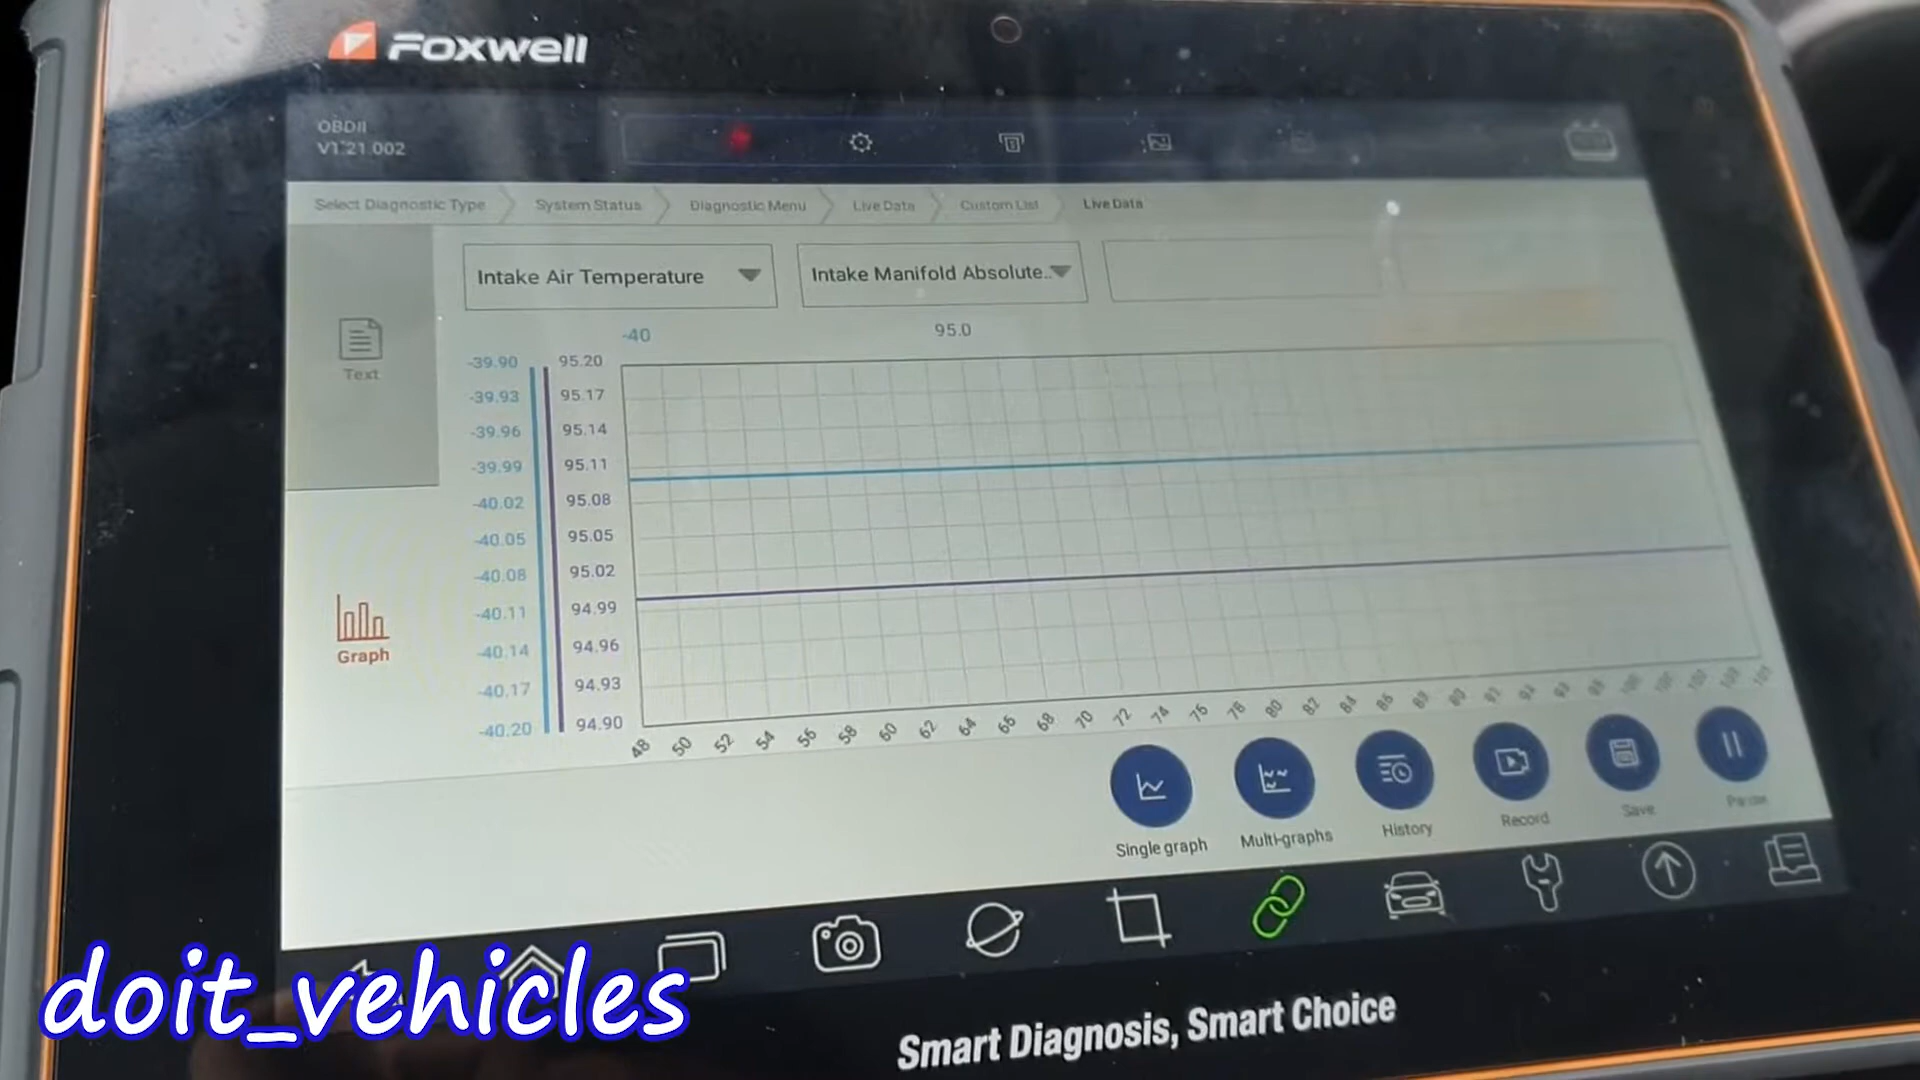 Foxwell
OBDII
V1.21.002
Select Diagnostic Type
System Status
Diagnostic Menu
Live Data
Custom List
Live Data
Intake Air Temperature
Intake Manifold Absolute..
-40
95.0
Text
Graph
-39.90
-39.93
-39.96
-39.99
-40.02
-40.05
-40.08
-40.11
-40.14
-40.17
-40.20
95.20
95.17
95.14
95.11
95.08
95.05
95.02
94.99
94.96
94.93
94.90
48 50 52 54 56 58 60 62 64 66 68 70 72 74 76 78 80 82 84 86
Single graph
Multi-graphs
History
Record
Save
Pause
doit_vehicles
Smart Diagnosis, Smart Choice